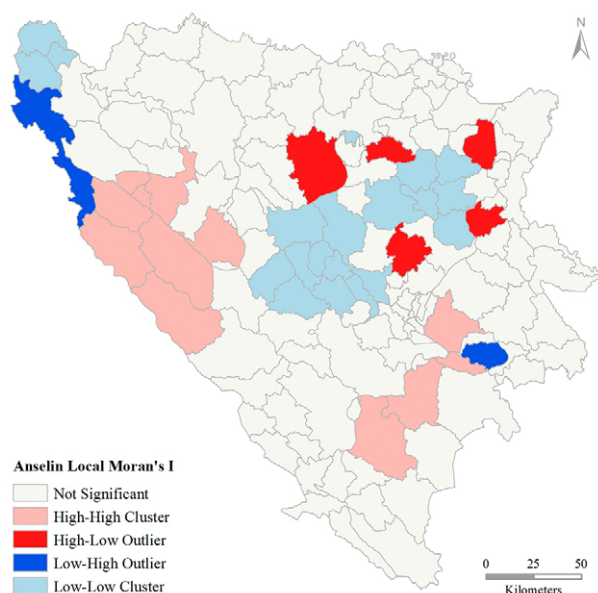 N
Anselin Local Moran's I
Not Significant
High-High Cluster
High-Low Outlier
Low-High Outlier
Low-Low Cluster
0 25 50
Kilometers